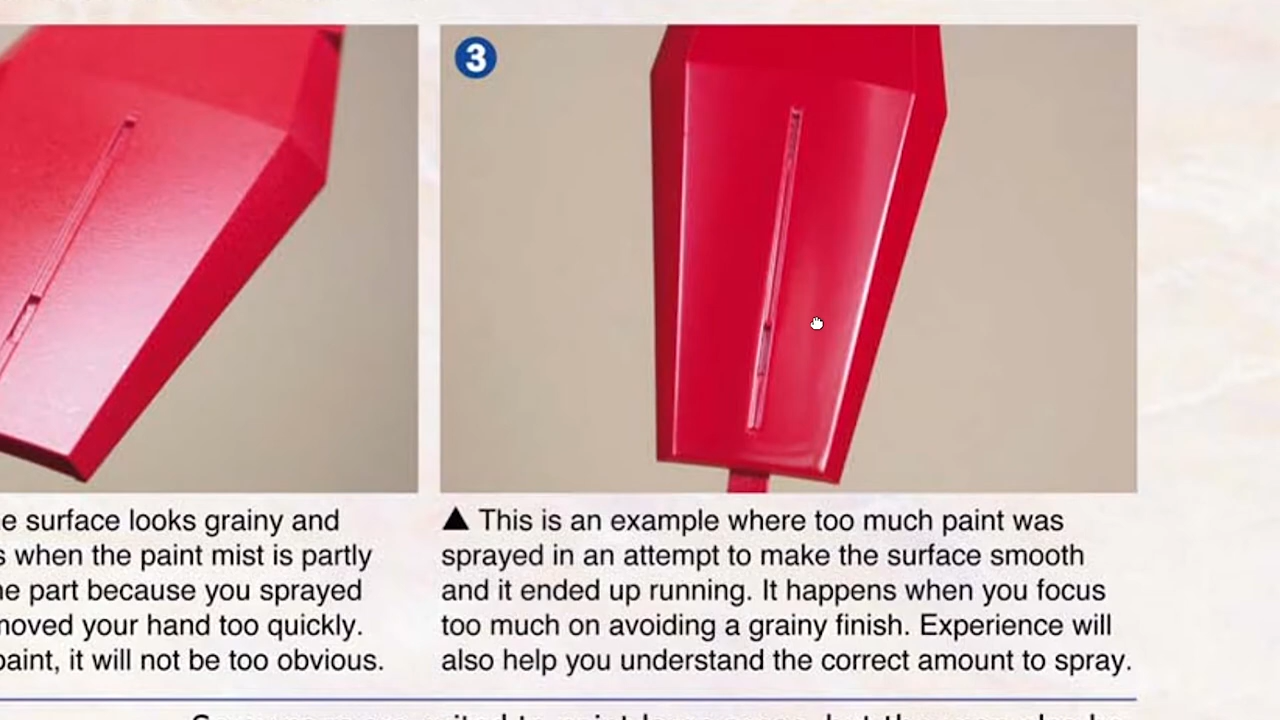 3
e surface looks grainy and
s when the paint mist is partly
he part because you sprayed
moved your hand too quickly.
paint, it will not be too obvious.
▲ This is an example where too much paint was
sprayed in an attempt to make the surface smooth
and it ended up running. It happens when you focus
too much on avoiding a grainy finish. Experience will
also help you understand the correct amount to spray.